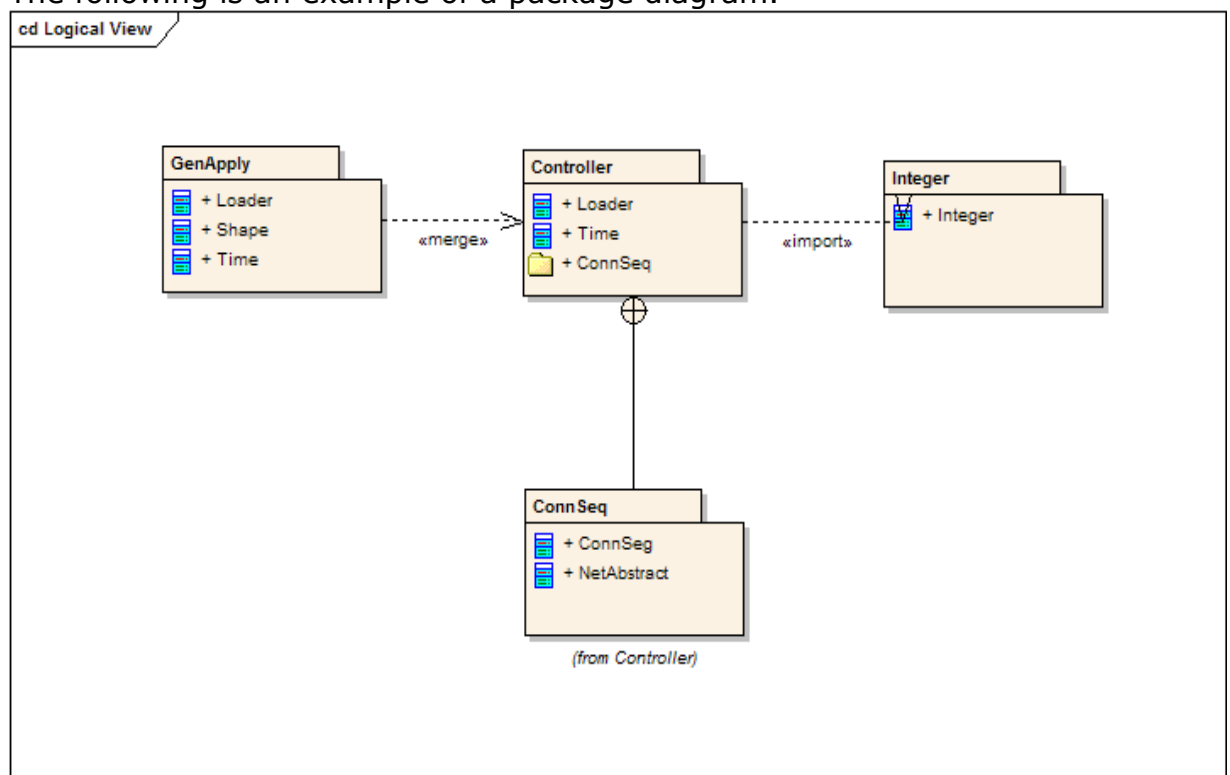 The following is an example of a package diagram.
cd Logical View
GenApply
+ Loader
+ Shape
+ Time
«merge»
Controller
+ Loader
+ Time
+ ConnSeq
«import»
Integer
+ Integer
ConnSeq
+ ConnSeg
+ NetAbstract
(from Controller)